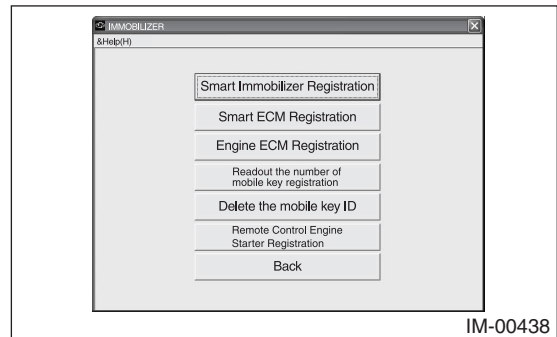 IMMOBILIZER
&Help(H)
Smart Immobilizer Registration
Smart ECM Registration
Engine ECM Registration
Readout the number of
mobile key registration
Delete the mobile key ID
Remote Control Engine
Starter Registration
Back
IM-00438